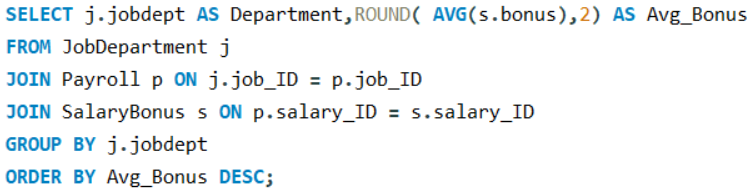 SELECT j.jobdept AS Department,ROUND( AVG(s.bonus),2) AS Avg_Bonus
FROM JobDepartment j
JOIN Payroll p ON j.job_ID = p.job_ID
JOIN SalaryBonus s ON p.salary_ID = s.salary_ID
GROUP BY j.jobdept
ORDER BY Avg_Bonus DESC;